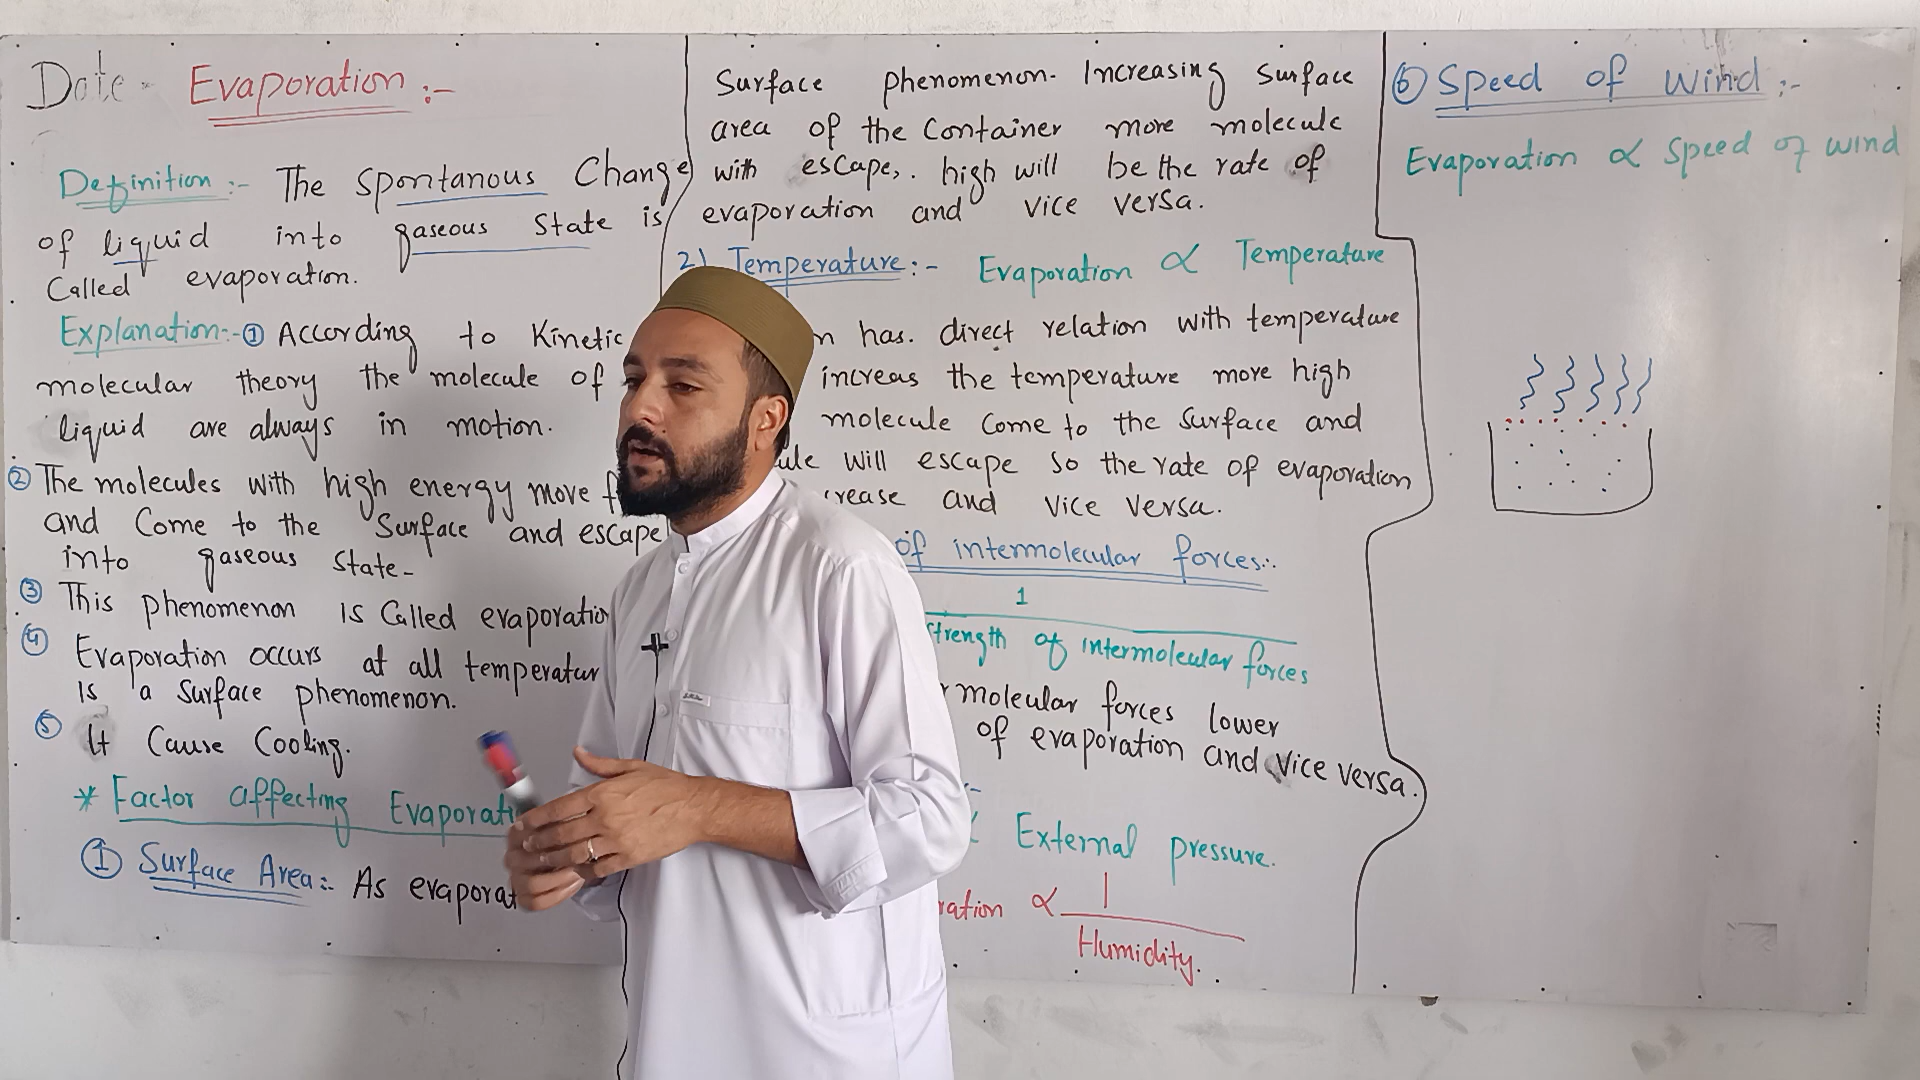 Date - Evaporation :-
Definition :- The Spontanous Change
of liquid into gaseous State is
Called evaporation.
Explanation:- ① According to Kinetic
molecular theory the molecule of
liquid are always in motion.
② The molecules with high energy move
and Come to the Surface and escape
into gaseous state-
③ This phenomenon is Called evaporatio
④ Evaporation occurs at all temperatur
is a Surface phenomenon.
⑤ It Cause Cooling.
* Factor affecting Evaporati
① Surface Area:- As evaporat
Surface phenomenon- Increasing Surface
area of the Container more molecule
with escape,. high will be the rate of
evaporation and vice versa.
2) Temperature :- Evaporation ∝ Temperature
n has. direct relation with temperature
increas the temperature more high
molecule Come to the Surface and
ule will escape so the rate of evaporation
rease and vice versa.
of intermolecular forces:.
1
Strength of intermolecular forces
moleular forces lower
of evaporation and vice versa.
External pressure.
ration ∝ 1
Humidity.
⑥ Speed of Wind :-
Evaporation ∝ Speed of wind